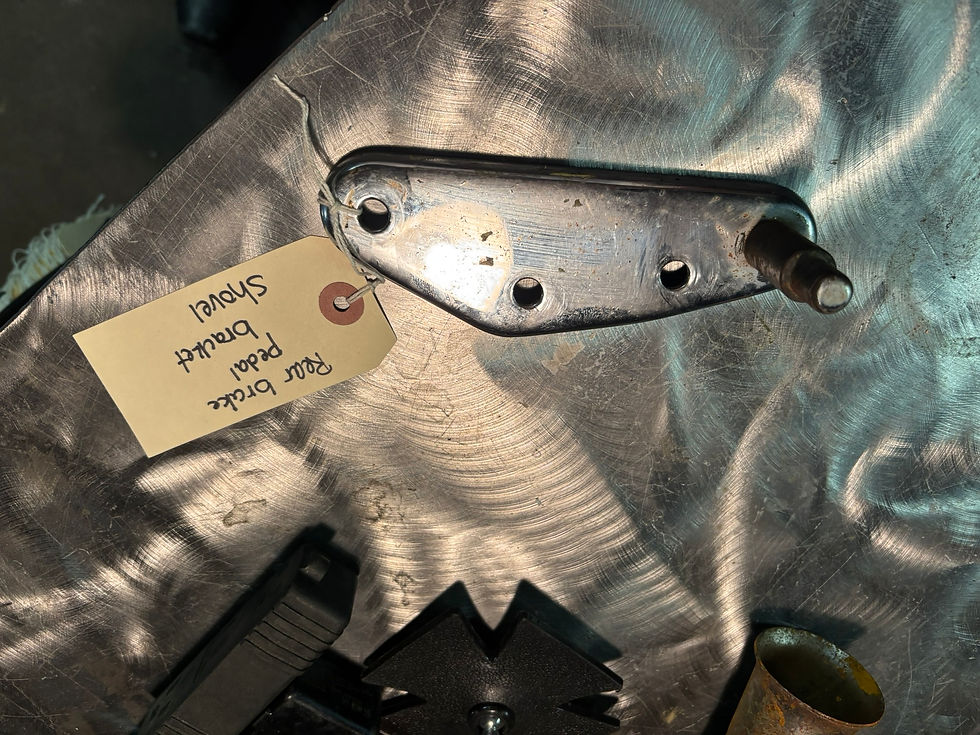 Rear brake
pedal
bracket
Shovel